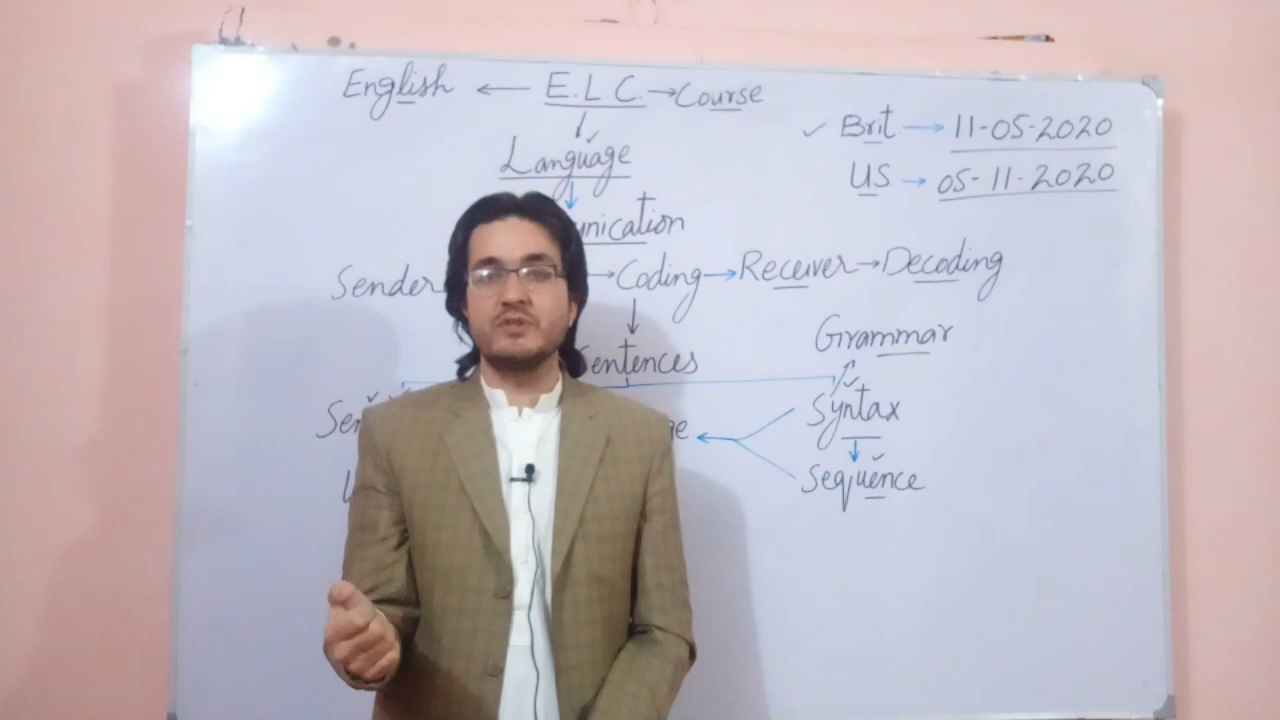 English ← E.L.C. → Course
Brit → 11-05-2020
Language
US → 05-11-2020
unication
Sender → Coding → Receiver → Decoding
Grammar
Sentences
Syntax
Sequence